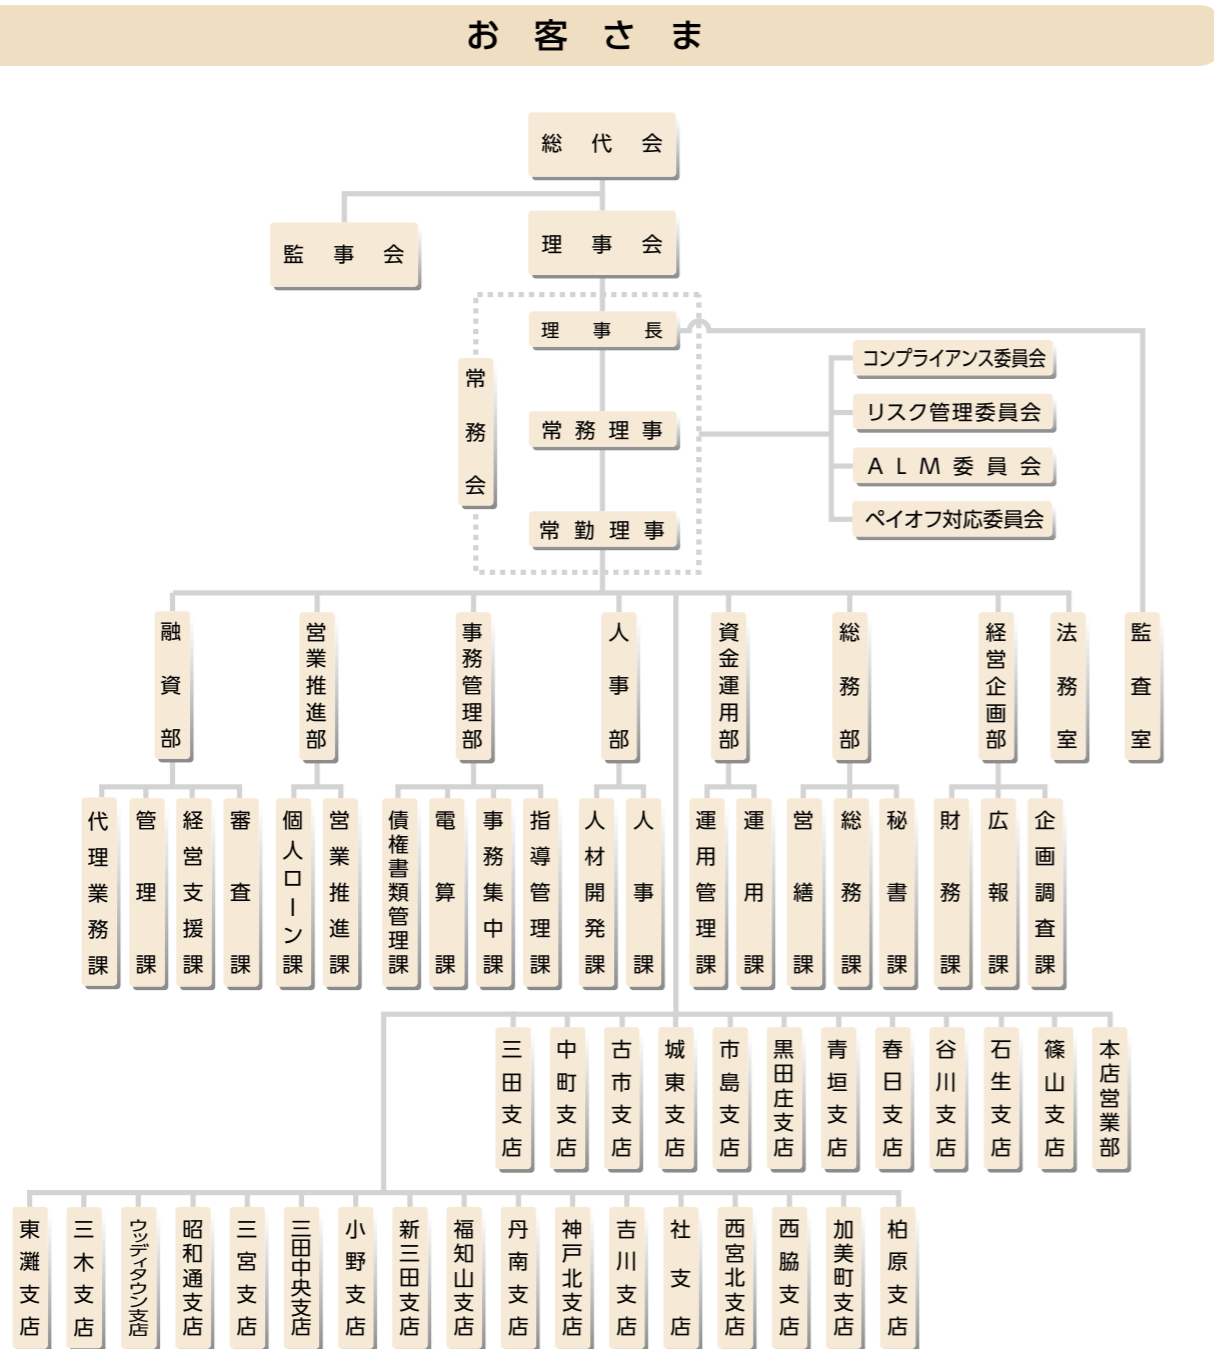 お客さま
総代会
監事会
理事会
理事長
常務会
常務理事
常勤理事
コンプライアンス委員会
リスク管理委員会
ALM委員会
ペイオフ対応委員会
融資部
営業推進部
事務管理部
人事部
資金運用部
総務部
経営企画部
法務室
監査室
代理業務課
管理課
経営支援課
審査課
個人ローン課
営業推進課
債権書類管理課
電算課
事務集中課
指導管理課
人材開発課
人事課
運用管理課
運用課
営繕課
総務課
秘書課
財務課
広報課
企画調査課
三田支店
中町支店
古市支店
城東支店
市島支店
黒田庄支店
青垣支店
春日支店
谷川支店
石生支店
篠山支店
本店営業部
東灘支店
三木支店
ウッディタウン支店
昭和通支店
三宮支店
三田中央支店
小野支店
新三田支店
福知山支店
丹南支店
神戸北支店
吉川支店
社支店
西宮北支店
西脇支店
加美町支店
柏原支店